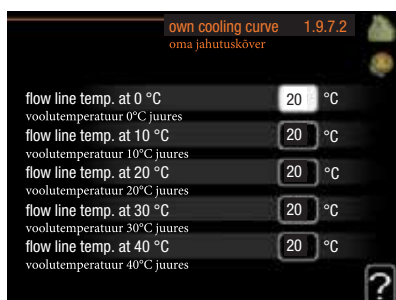 own cooling curve 1.9.7.2
oma jahutuskõver
flow line temp. at 0 °C 20 °C
voolutemperatuur 0°C juures
flow line temp. at 10 °C 20 °C
voolutemperatuur 10°C juures
flow line temp. at 20 °C 20 °C
voolutemperatuur 20°C juures
flow line temp. at 30 °C 20 °C
voolutemperatuur 30°C juures
flow line temp. at 40 °C 20 °C
voolutemperatuur 40°C juures
?